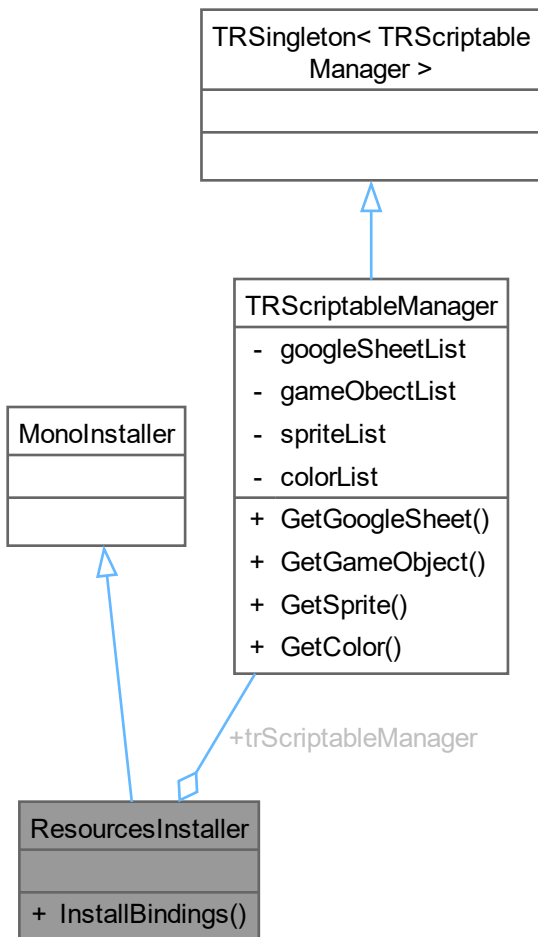 TRSingleton< TRScriptable
Manager >
TRScriptableManager
- googleSheetList
- gameObectList
- spriteList
- colorList
+ GetGoogleSheet()
+ GetGameObject()
+ GetSprite()
+ GetColor()
MonoInstaller
+trScriptableManager
ResourcesInstaller
+ InstallBindings()